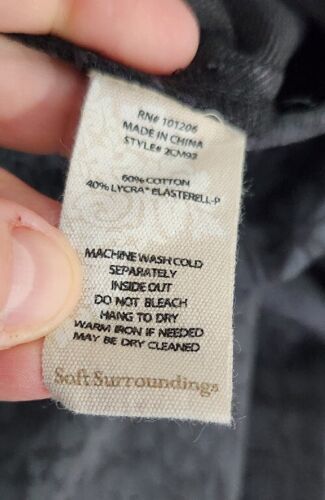 RN# 101206
MADE IN CHINA
STYLE# 2CM92
60% COTTON
40% LYCRA® ELASTERELL-P
MACHINE WASH COLD
SEPARATELY
INSIDE OUT
DO NOT BLEACH
HANG TO DRY
WARM IRON IF NEEDED
MAY BE DRY CLEANED
Soft Surroundings